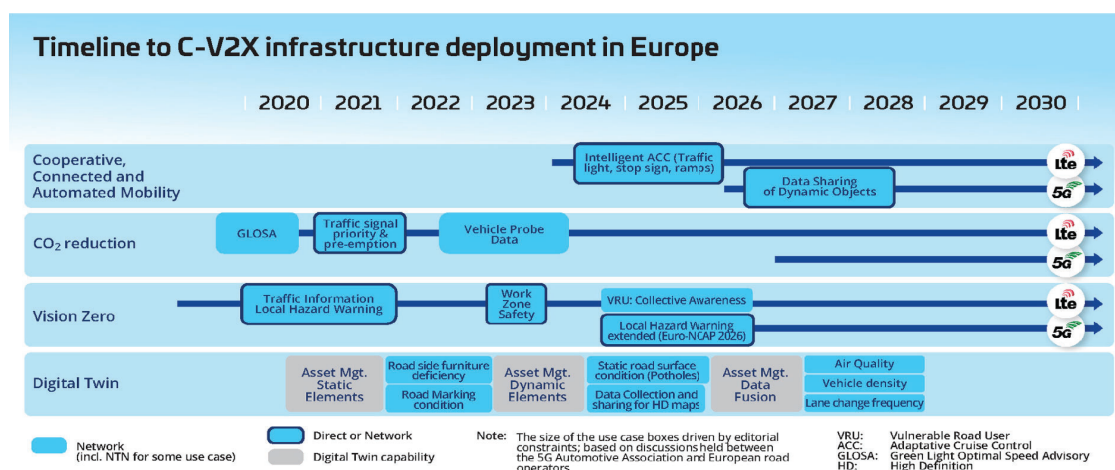 Timeline to C-V2X infrastructure deployment in Europe
2020 2021 2022 2023 2024 2025 2026 2027 2028 2029 2030
Cooperative,
Connected and
Automated Mobility
Intelligent ACC (Traffic
light, stop sign, ramps)
Lte
Data Sharing
of Dynamic Objects
5G
CO₂ reduction
GLOSA
Traffic signal
priority &
pre-emption
Vehicle Probe
Data
Lte
5G
Vision Zero
Traffic Information
Local Hazard Warning
Work
Zone
Safety
VRU: Collective Awareness
Lte
Local Hazard Warning
extended (Euro-NCAP 2026)
5G
Digital Twin
Asset Mgt.
Static
Elements
Road side furniture
deficiency
Road Marking
condition
Asset Mgt.
Dynamic
Elements
Static road surface
condition (Potholes)
Data Collection and
sharing for HD maps
Asset Mgt.
Data
Fusion
Air Quality
Vehicle density
Lane change frequency
Network
(incl. NTN for some use case)
Direct or Network
Digital Twin capability
Note: The size of the use case boxes driven by editorial
constraints; based on discussions held between
the 5G Automotive Association and European road
operators
VRU: Vulnerable Road User
ACC: Adaptative Cruise Control
GLOSA: Green Light Optimal Speed Advisory
HD: High Definition